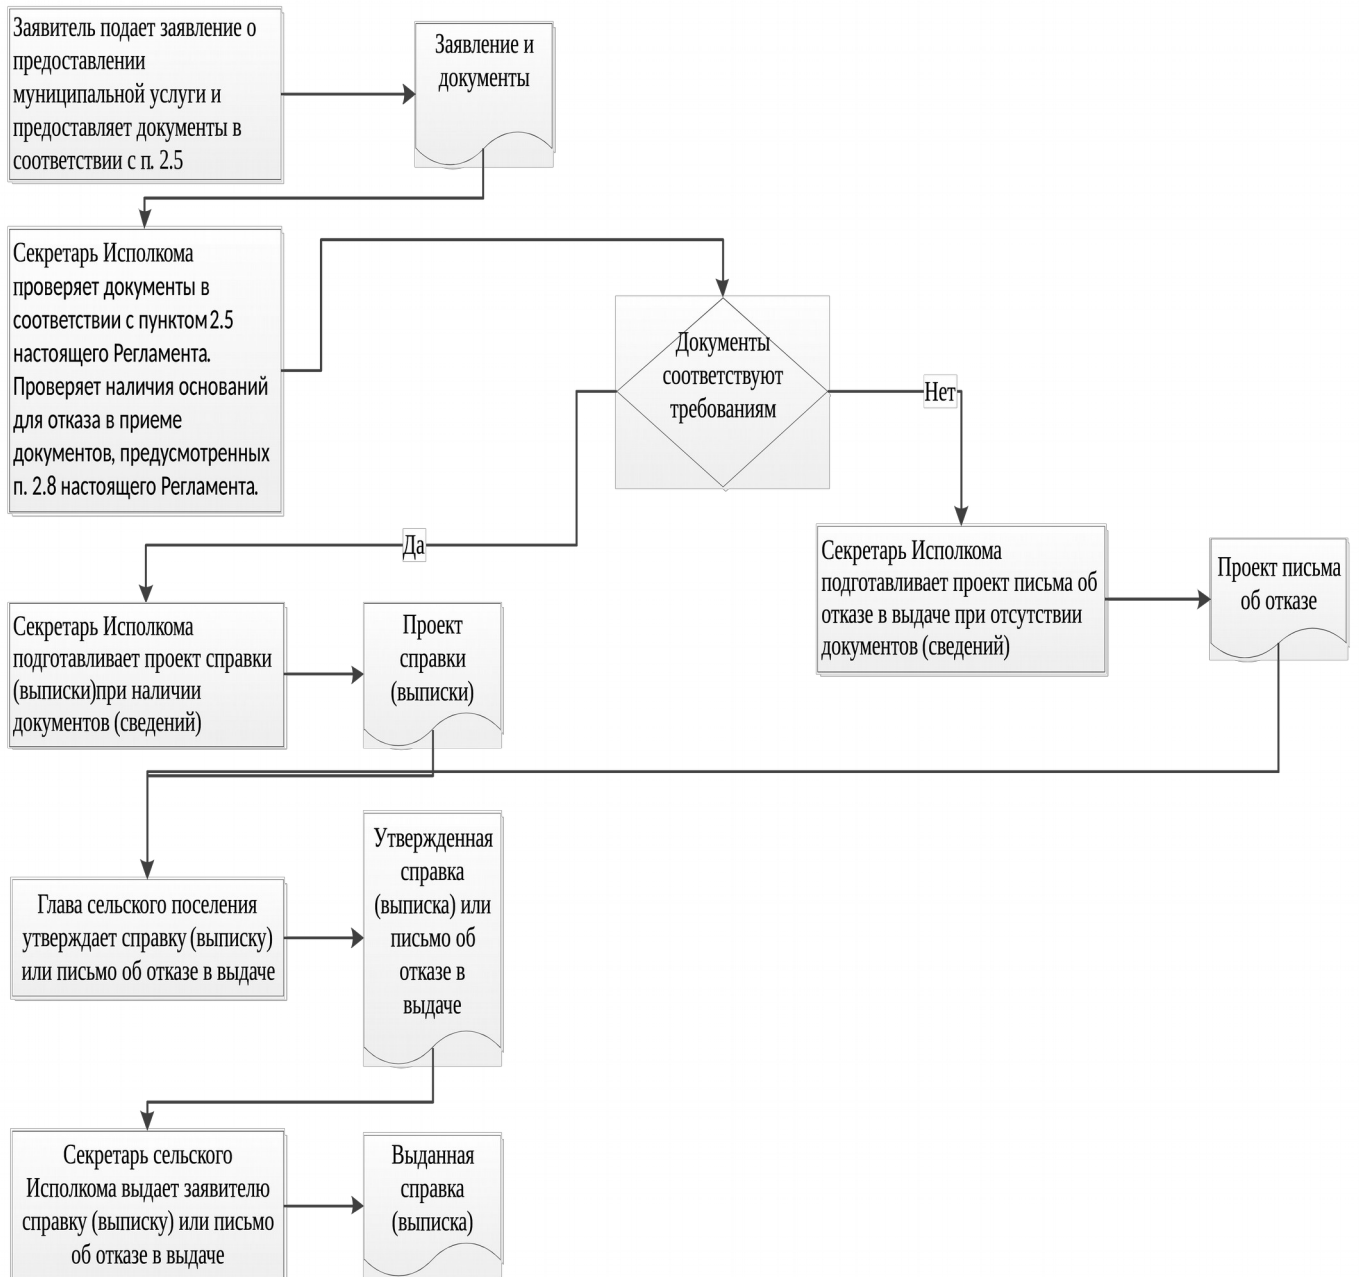 Заявитель подает заявление о
предоставлении
муниципальной услуги и
предоставляет документы в
соответствии с п. 2.5
Заявление и
документы
Секретарь Исполкома
проверяет документы в
соответствии с пунктом 2.5
настоящего Регламента.
Проверяет наличия оснований
для отказа в приеме
документов, предусмотренных
п. 2.8 настоящего Регламента.
Документы
соответствуют
требованиям
Нет
Да
Секретарь Исполкома
подготавливает проект письма об
отказе в выдаче при отсутствии
документов (сведений)
Проект письма
об отказе
Секретарь Исполкома
подготавливает проект справки
(выписки)при наличии
документов (сведений)
Проект
справки
(выписки)
Глава сельского поселения
утверждает справку (выписку)
или письмо об отказе в выдаче
Утвержденная
справка
(выписка) или
письмо об
отказе в
выдаче
Секретарь сельского
Исполкома выдает заявителю
справку (выписку) или письмо
об отказе в выдаче
Выданная
справка
(выписка)